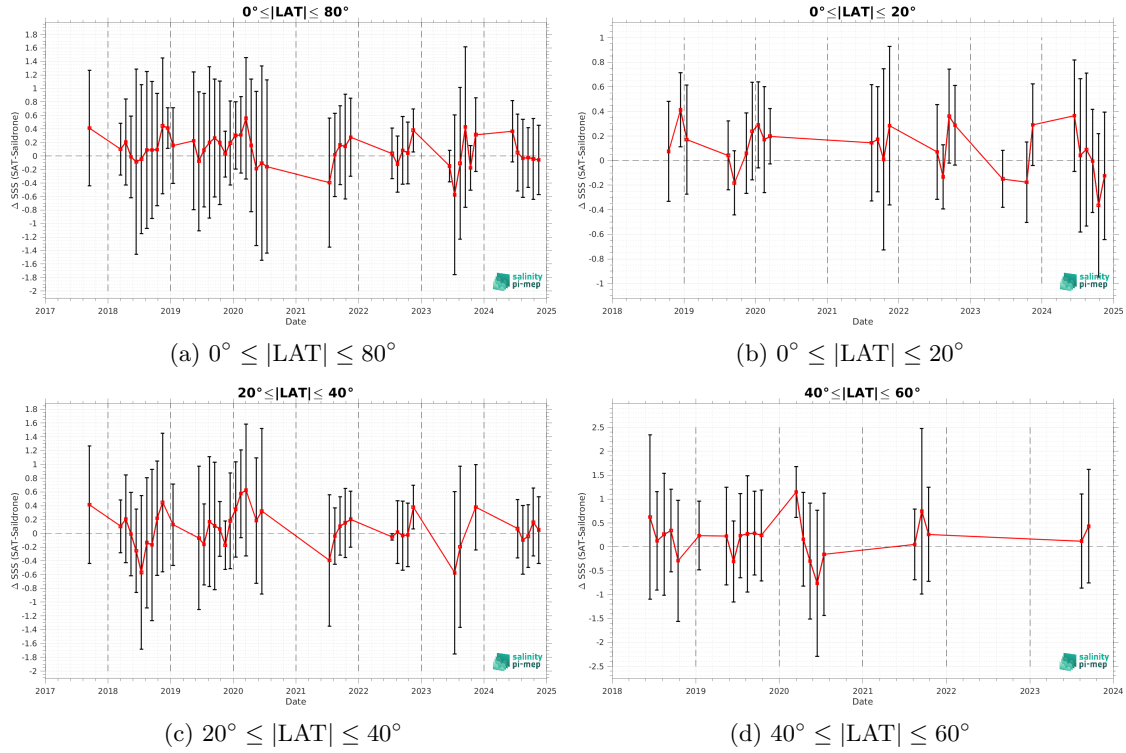 0°≤|LAT|≤ 80°
1.8
1.6
1.4
1.2
1
0.8
0.6
0.4
0.2
0
-0.2
-0.4
-0.6
-0.8
-1
-1.2
-1.4
-1.6
-1.8
-2
Δ SSS (SAT-Saildrone)
2017 2018 2019 2020 2021 2022 2023 2024 2025
Date
salinity
pi-mep
(a) 0° ≤ |LAT| ≤ 80°
0°≤|LAT|≤ 20°
1
0.8
0.6
0.4
0.2
0
-0.2
-0.4
-0.6
-0.8
-1
Δ SSS (SAT-Saildrone)
2018 2019 2020 2021 2022 2023 2024 2025
Date
salinity
pi-mep
(b) 0° ≤ |LAT| ≤ 20°
20°≤|LAT|≤ 40°
1.8
1.6
1.4
1.2
1
0.8
0.6
0.4
0.2
0
-0.2
-0.4
-0.6
-0.8
-1
-1.2
-1.4
-1.6
-1.8
-2
Δ SSS (SAT-Saildrone)
2017 2018 2019 2020 2021 2022 2023 2024 2025
Date
salinity
pi-mep
(c) 20° ≤ |LAT| ≤ 40°
40°≤|LAT|≤ 60°
2.5
2
1.5
1
0.5
0
-0.5
-1
-1.5
-2
-2.5
Δ SSS (SAT-Saildrone)
2018 2019 2020 2021 2022 2023 2024
Date
salinity
pi-mep
(d) 40° ≤ |LAT| ≤ 60°